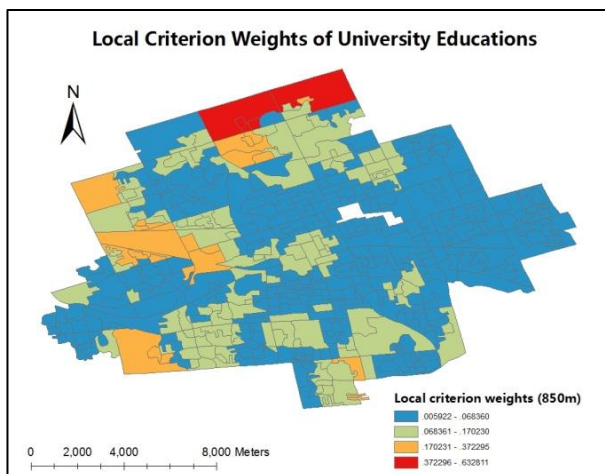 Local Criterion Weights of University Educations
N
Local criterion weights (850m)
.005922 - .068360
.068361 - .170230
.170231 - .372295
.372296 - .632811
0 2,000 4,000 8,000 Meters